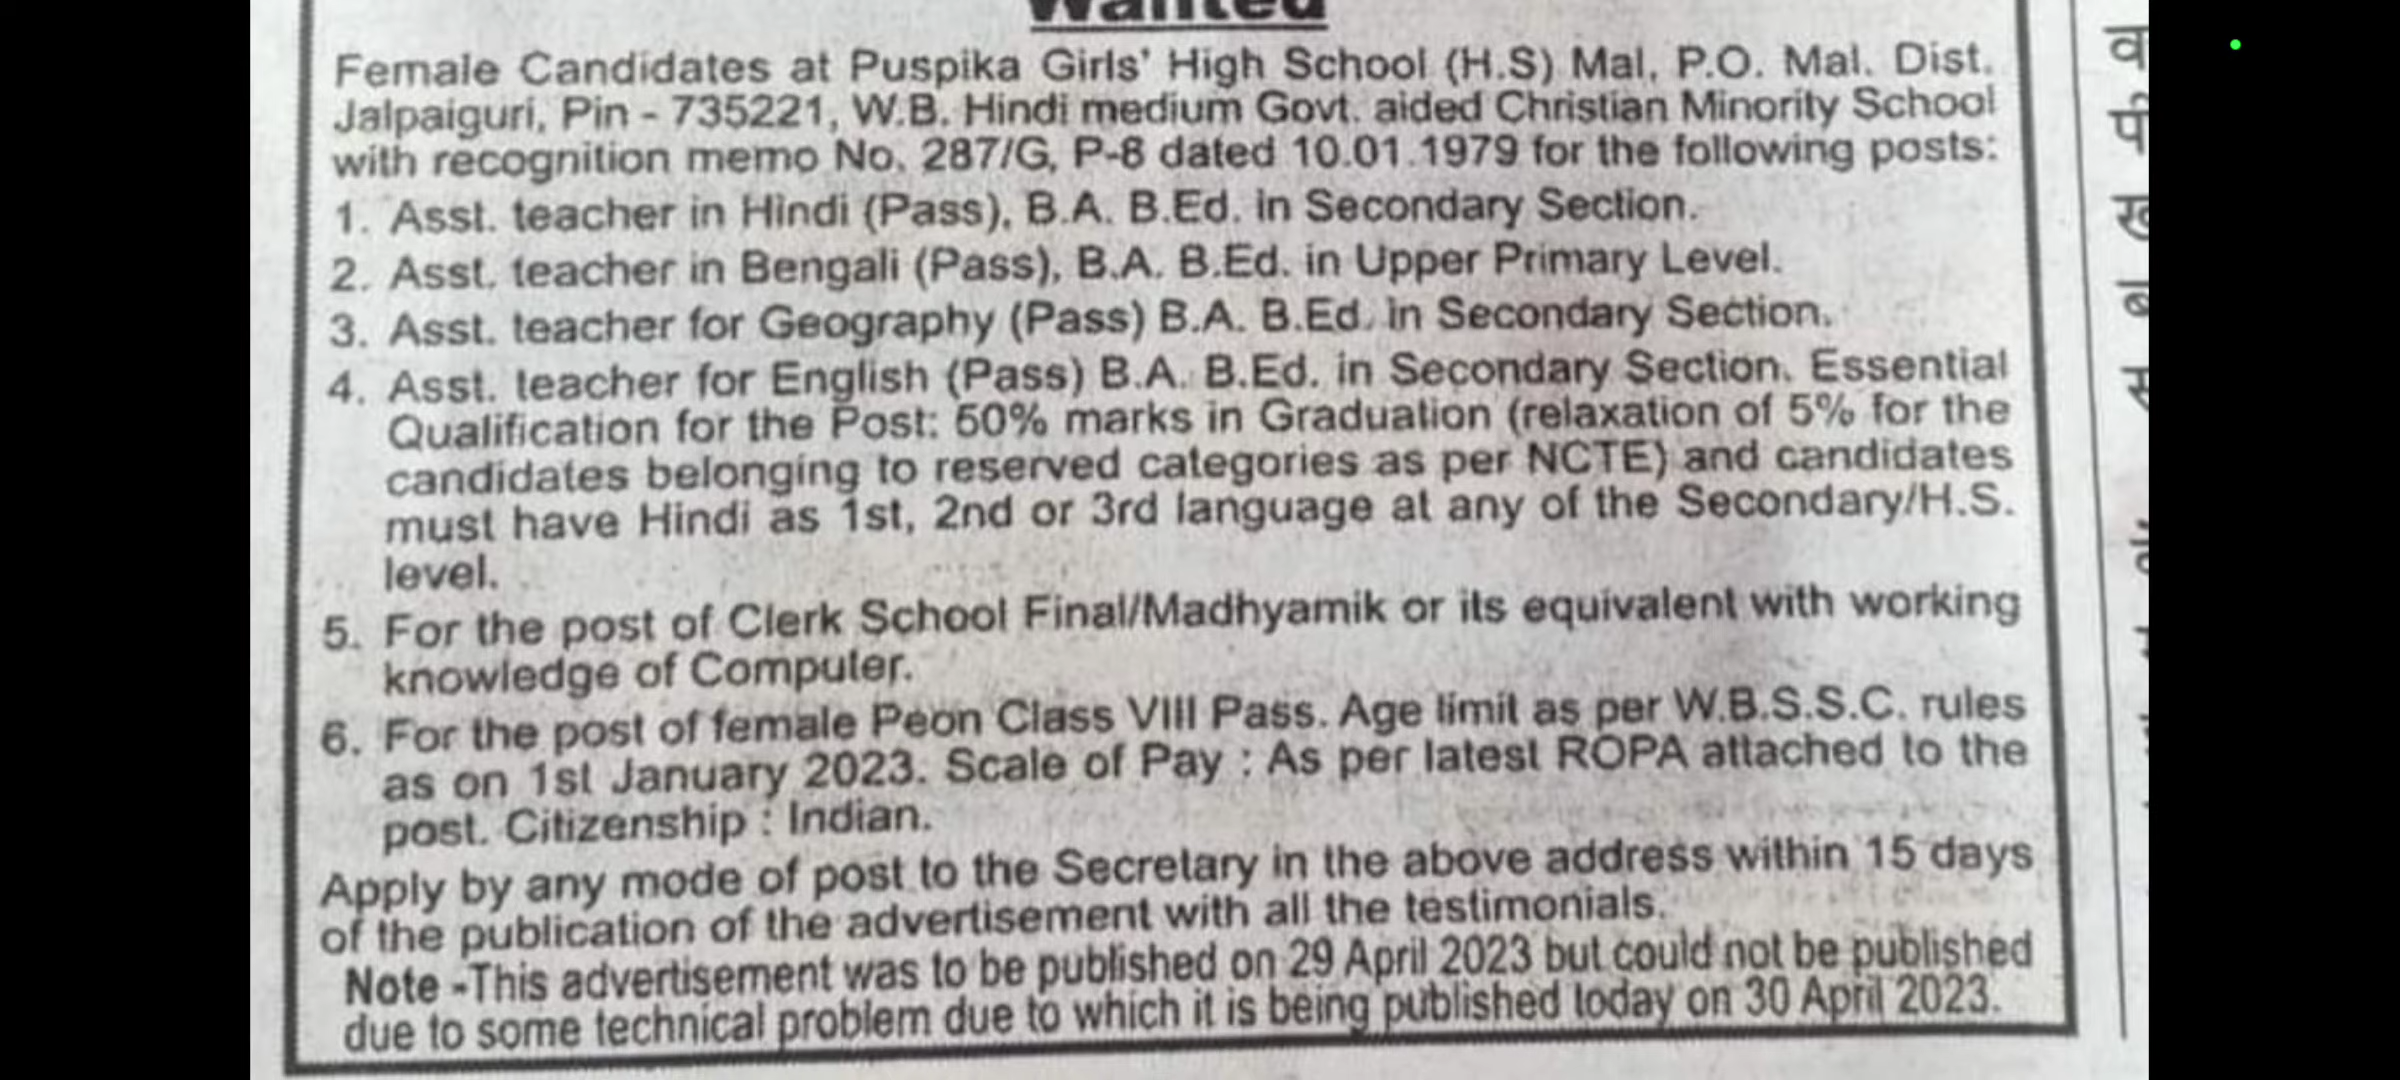 Wanted
Female Candidates at Puspika Girls' High School (H.S) Mal, P.O. Mal. Dist.
Jalpaiguri, Pin - 735221, W.B. Hindi medium Govt. aided Christian Minority School
with recognition memo No. 287/G, P-8 dated 10.01.1979 for the following posts:
1. Asst. teacher in Hindi (Pass), B.A. B.Ed. in Secondary Section.
2. Asst. teacher in Bengali (Pass), B.A. B.Ed. in Upper Primary Level.
3. Asst. teacher for Geography (Pass) B.A. B.Ed. in Secondary Section.
4. Asst. teacher for English (Pass) B.A. B.Ed. in Secondary Section. Essential
Qualification for the Post: 50% marks in Graduation (relaxation of 5% for the
candidates belonging to reserved categories as per NCTE) and candidates
must have Hindi as 1st, 2nd or 3rd language at any of the Secondary/H.S.
level.
5. For the post of Clerk School Final/Madhyamik or its equivalent with working
knowledge of Computer.
6. For the post of female Peon Class VIII Pass. Age limit as per W.B.S.S.C. rules
as on 1st January 2023. Scale of Pay : As per latest ROPA attached to the
post. Citizenship : Indian.
Apply by any mode of post to the Secretary in the above address within 15 days
of the publication of the advertisement with all the testimonials.
Note -This advertisement was to be published on 29 April 2023 but could not be published
due to some technical problem due to which it is being published today on 30 April 2023.